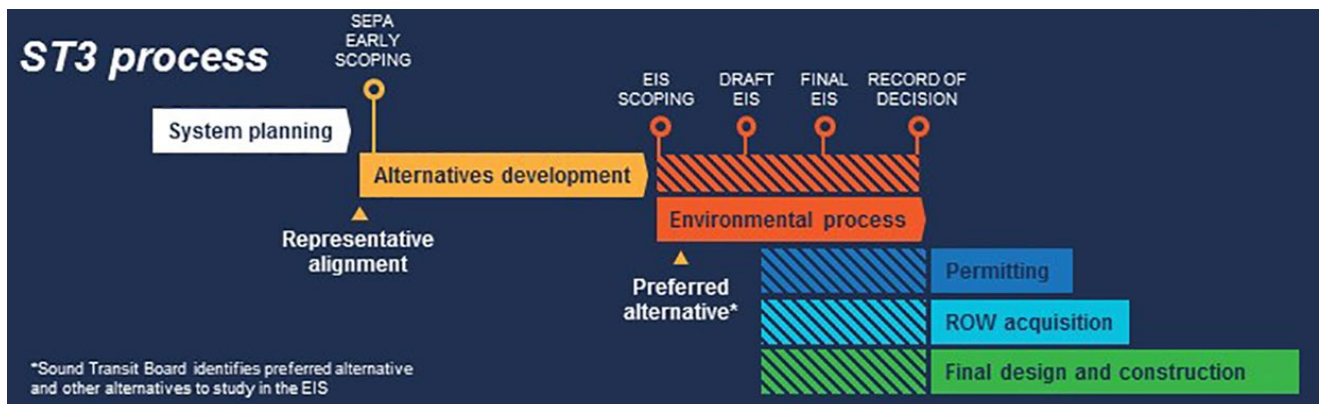 ST3 process
SEPA
EARLY
SCOPING
EIS
SCOPING
DRAFT
EIS
FINAL
EIS
RECORD OF
DECISION
System planning
Alternatives development
Environmental process
Representative
alignment
Preferred
alternative*
Permitting
ROW acquisition
Final design and construction
*Sound Transit Board identifies preferred alternative
and other alternatives to study in the EIS